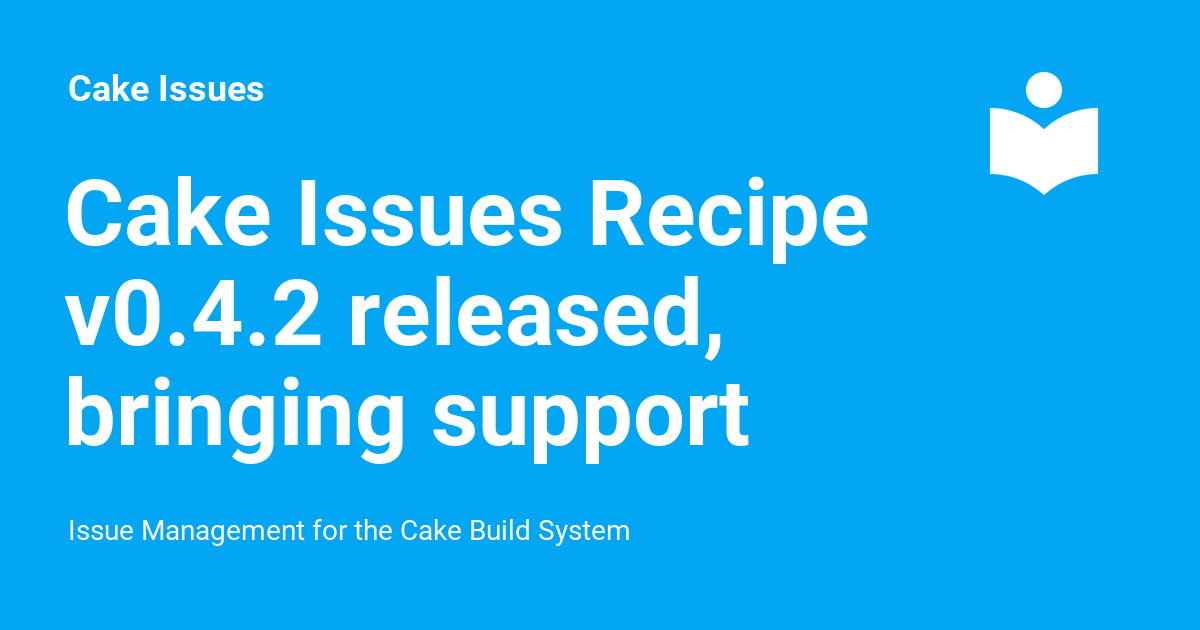 Cake Issues
Cake Issues Recipe
v0.4.2 released,
bringing support
Issue Management for the Cake Build System